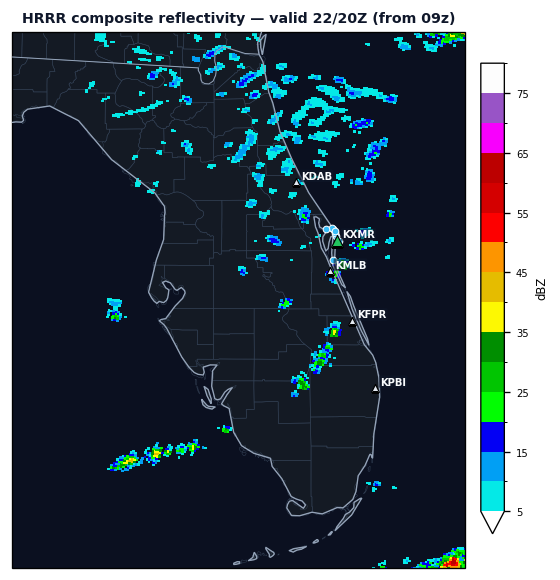 HRRR composite reflectivity — valid 22/20Z (from 09z)
KDAB
KXMR
KMLB
KFPR
KPBI
75
65
55
45
35
25
15
5
dBZ